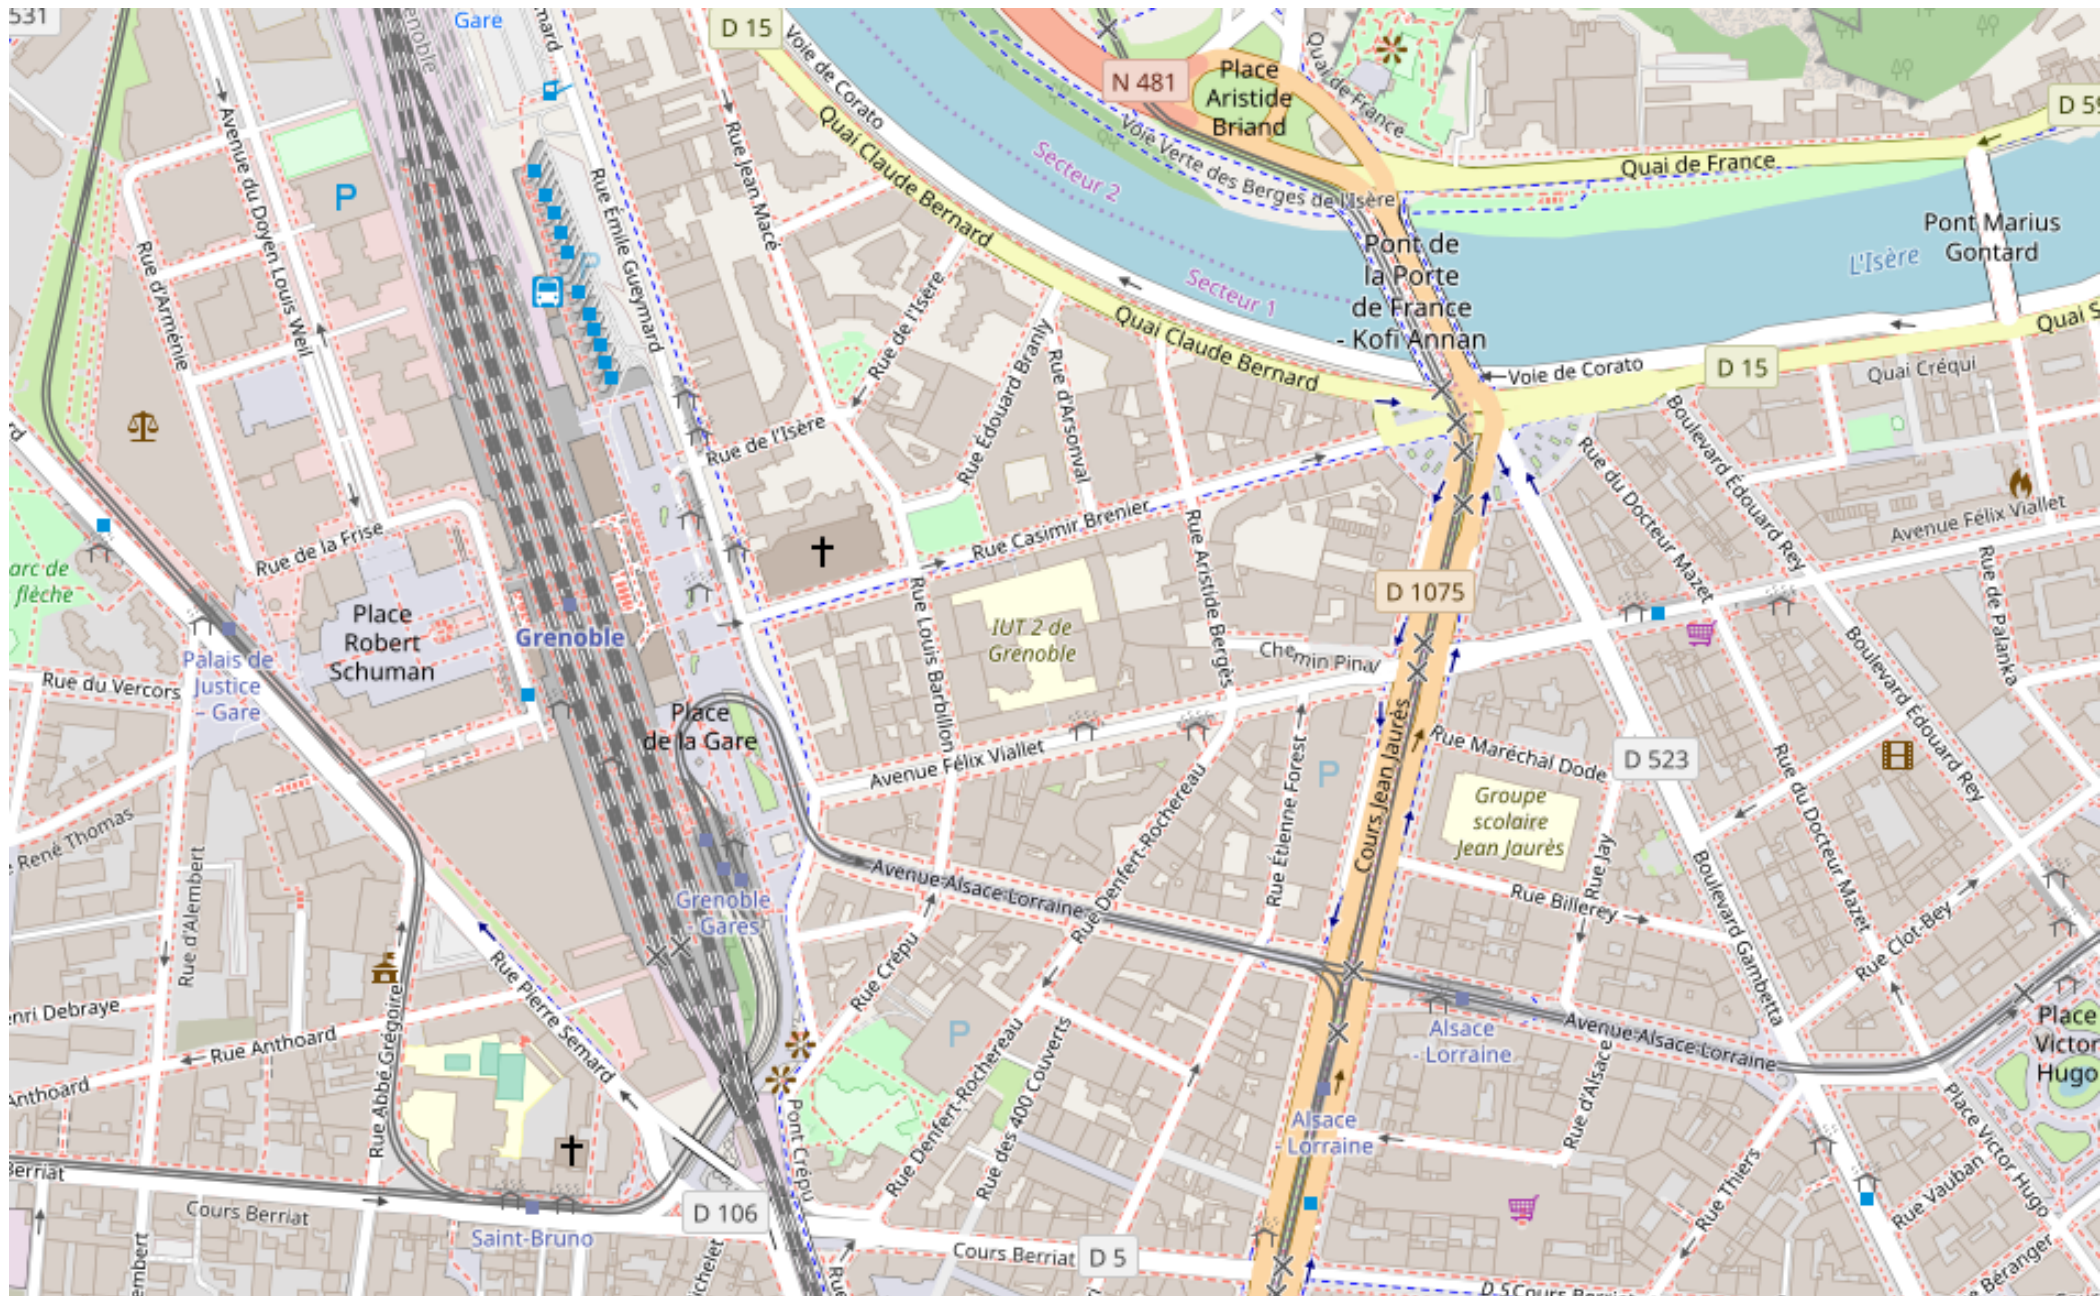 531
Gare
D 15
N 481
Place
Aristide
Briand
Quai de France
D 59
Voie de Corato
Quai Claude Bernard
Avenue du Doyen Louis Weil
Rue Jean Macé
Voie Verte des Berges de l'Isère
Secteur 2
Quai de France
Rue Émile Gueymard
P
Pont Marius
Gontard
L'Isère
Pont de
la Porte
de France
- Kofi Annan
Rue d'Arménie
Rue de l'Isère
Secteur 1
Quai Claude Bernard
Voie de Corato
D 15
Quai S
Quai Créqui
Rue Édouard Branly
Rue d'Arsonval
Rue de l'Isère
Boulevard Édouard Rey
Rue du Docteur Mazet
Avenue Félix Viallet
Rue de la Frise
Rue Casimir Brenier
Rue Aristide Bergès
Rue de Palanka
arc de
flèche
Place
Robert
Schuman
Grenoble
Rue Louis Barbillon
IUT 2 de
Grenoble
D 1075
Chemin Pinal
Palais de
Justice
– Gare
Rue du Vercors
Place
de la Gare
Avenue Félix Viallet
Boulevard Édouard Rey
Rue Maréchal Dode
D 523
P
Rue Étienne Forest
Cours Jean Jaurès
Groupe
scolaire
Jean Jaurès
Rue du Docteur Mazet
Rue Denfert-Rochereau
René Thomas
Rue d'Alembert
Avenue Alsace-Lorraine
Rue Jay
Rue Billerey
Boulevard Gambetta
Rue Clot-Bey
Grenoble
- Gares
Rue Crépu
Rue Pierre Semard
Rue Abbé Grégoire
enri Debraye
Rue Anthoard
Anthoard
P
Rue Denfert-Rochereau
Rue des 400 Couverts
Alsace
- Lorraine
Avenue Alsace-Lorraine
Place
Victor
Hugo
Alsace
- Lorraine
Rue d'Alsace
Place Victor Hugo
Pont Crépu
Rue Thiers
Rue Vauban
Berriat
Cours Berriat
Saint-Bruno
D 106
Cours Berriat
D 5
D 5
Cours Berriat
Béranger
embert
ichelet
Rue